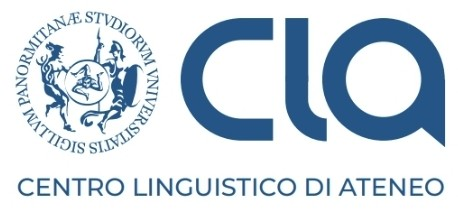 SIGILLVM PANORMITANÆ STVDIORVM VNIVERSITATIS
cla
CENTRO LINGUISTICO DI ATENEO